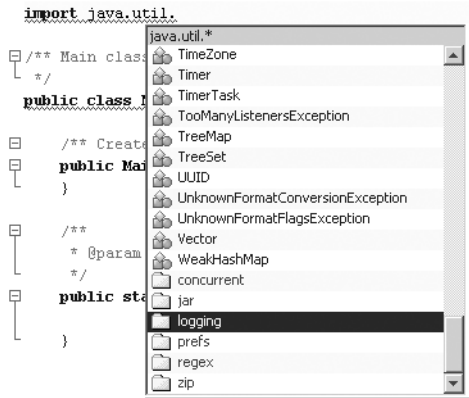 import java.util.
java.util.*
/** Main class
TimeZone
Timer
*/
TimerTask
public class
TooManyListenersException
TreeMap
/** Create
TreeSet
public Mai
UUID
}
UnknownFormatConversionException
UnknownFormatFlagsException
/**
Vector
* @param
WeakHashMap
*/
concurrent
public sta
jar
logging
}
prefs
regex
zip